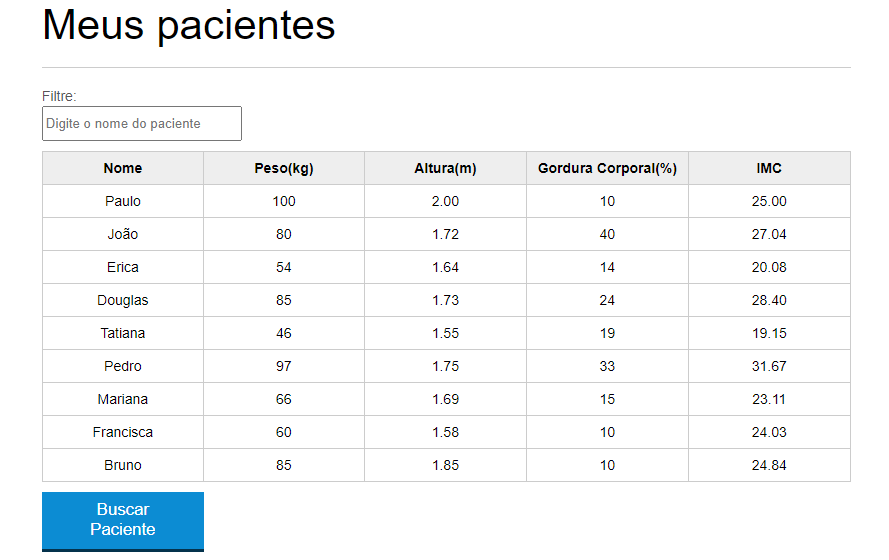 Meus pacientes
Filtre:
Digite o nome do paciente
Nome Peso(kg) Altura(m) Gordura Corporal(%) IMC
Paulo 100 2.00 10 25.00
João 80 1.72 40 27.04
Erica 54 1.64 14 20.08
Douglas 85 1.73 24 28.40
Tatiana 46 1.55 19 19.15
Pedro 97 1.75 33 31.67
Mariana 66 1.69 15 23.11
Francisca 60 1.58 10 24.03
Bruno 85 1.85 10 24.84
Buscar
Paciente